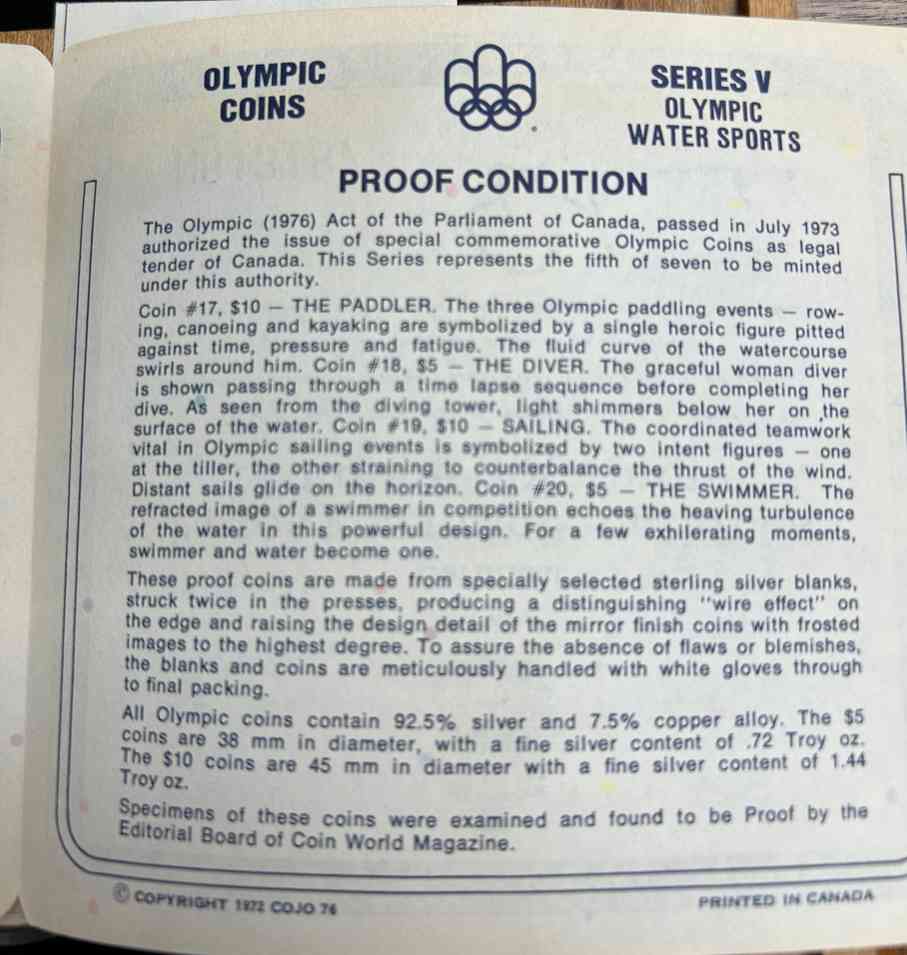 OLYMPIC
COINS
SERIES V
OLYMPIC
WATER SPORTS
PROOF CONDITION
The Olympic (1976) Act of the Parliament of Canada, passed in July 1973
authorized the issue of special commemorative Olympic Coins as legal
tender of Canada. This Series represents the fifth of seven to be minted
under this authority.
Coin #17, $10 — THE PADDLER. The three Olympic paddling events — row-
ing, canoeing and kayaking are symbolized by a single heroic figure pitted
against time, pressure and fatigue. The fluid curve of the watercourse
swirls around him. Coin #18, $5 — THE DIVER. The graceful woman diver
is shown passing through a time lapse sequence before completing her
dive. As seen from the diving tower, light shimmers below her on the
surface of the water. Coin #19, $10 — SAILING. The coordinated teamwork
vital in Olympic sailing events is symbolized by two intent figures — one
at the tiller, the other straining to counterbalance the thrust of the wind.
Distant sails glide on the horizon. Coin #20, $5 — THE SWIMMER. The
refracted image of a swimmer in competition echoes the heaving turbulence
of the water in this powerful design. For a few exhilerating moments,
swimmer and water become one.
These proof coins are made from specially selected sterling silver blanks,
struck twice in the presses, producing a distinguishing "wire effect" on
the edge and raising the design detail of the mirror finish coins with frosted
images to the highest degree. To assure the absence of flaws or blemishes,
the blanks and coins are meticulously handled with white gloves through
to final packing.
All Olympic coins contain 92.5% silver and 7.5% copper alloy. The $5
coins are 38 mm in diameter, with a fine silver content of .72 Troy oz.
The $10 coins are 45 mm in diameter with a fine silver content of 1.44
Troy oz.
Specimens of these coins were examined and found to be Proof by the
Editorial Board of Coin World Magazine.
© COPYRIGHT 1972 COJO 76
PRINTED IN CANADA